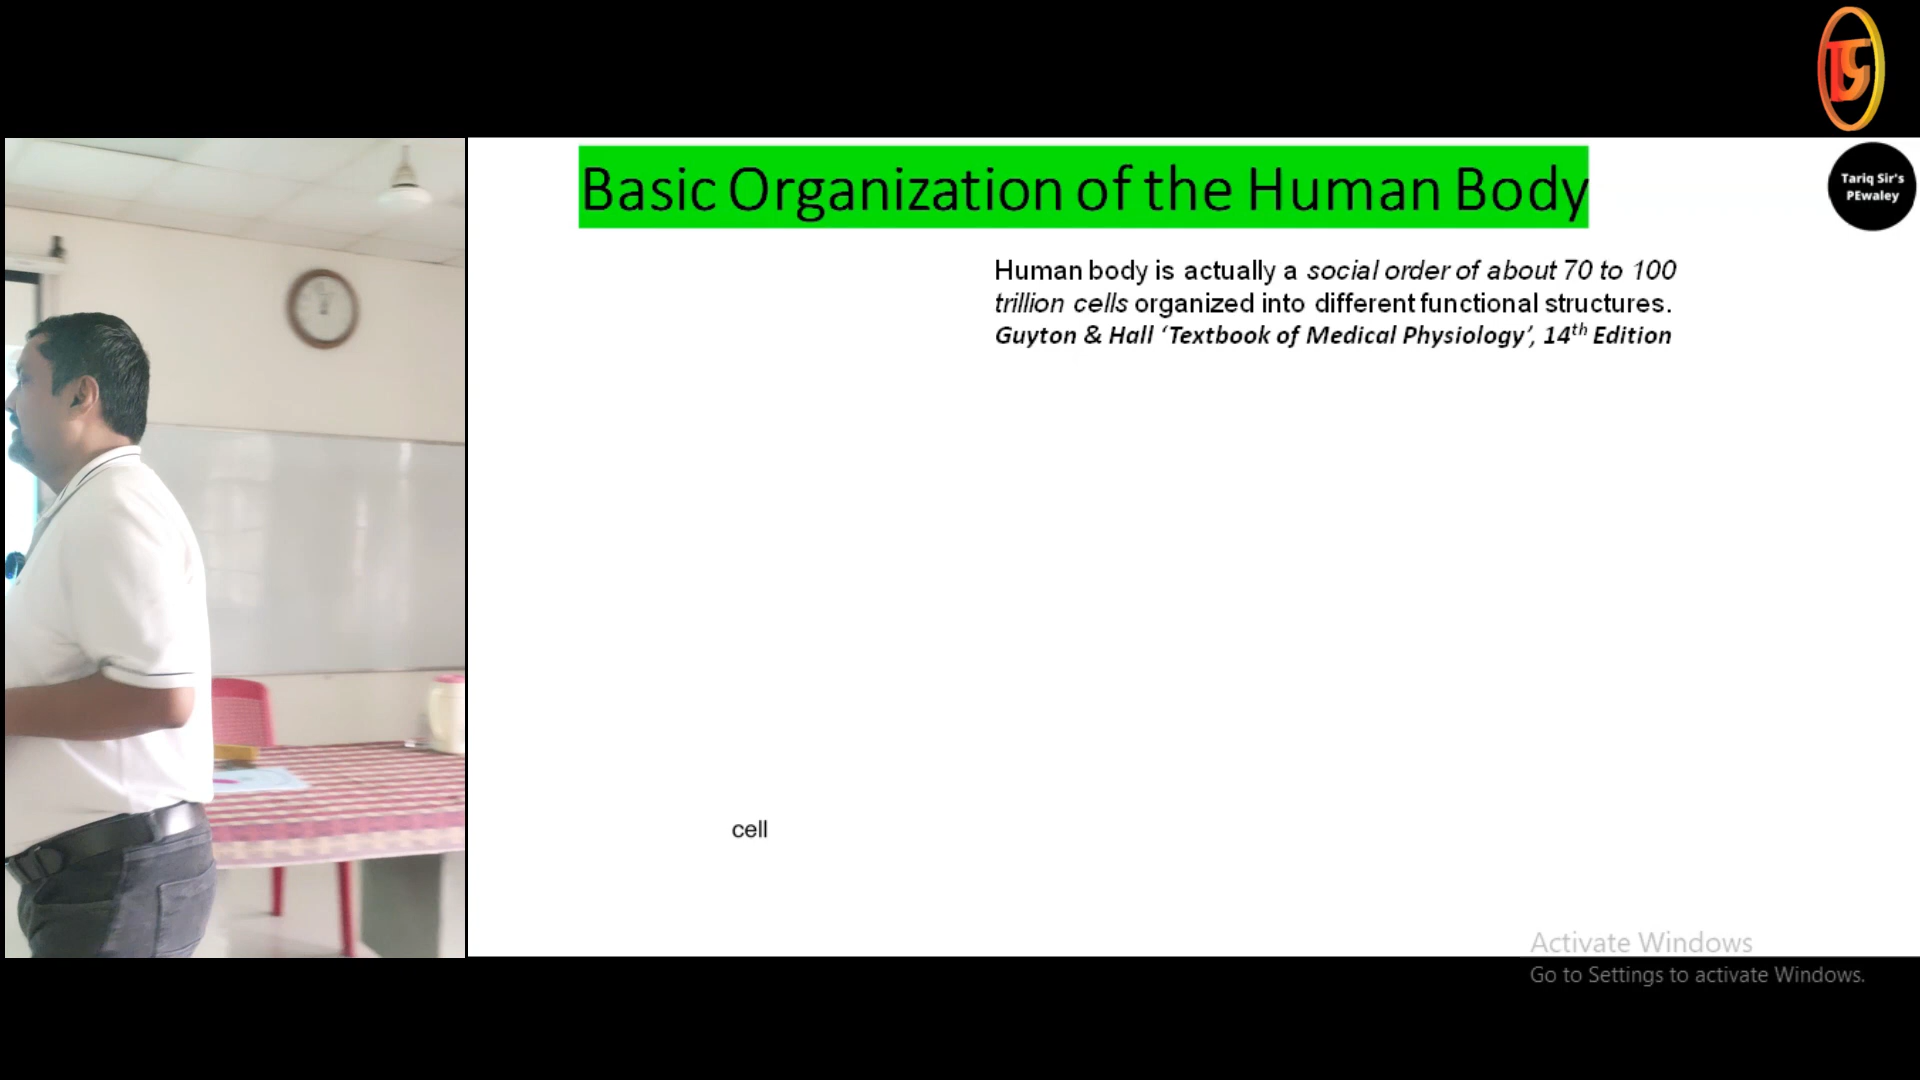 Basic Organization of the Human Body
Tariq Sir's
PEwaley
Human body is actually a social order of about 70 to 100
trillion cells organized into different functional structures.
Guyton & Hall ‘Textbook of Medical Physiology’, 14th Edition
cell
Activate Windows
Go to Settings to activate Windows.